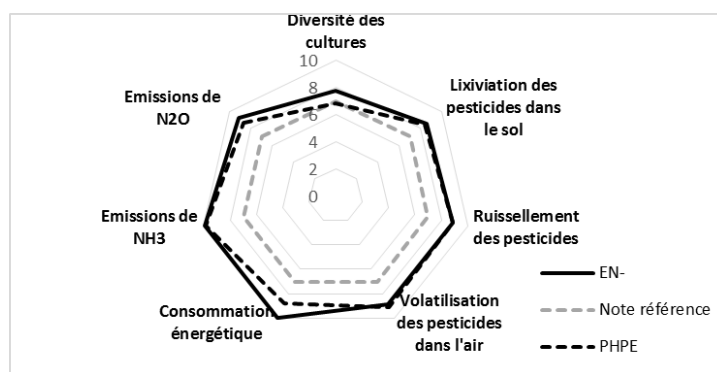 Diversité des
cultures
10
8
6
4
2
0
Lixiviation des
pesticides dans
le sol
Ruissellement
des pesticides
Volatilisation
des pesticides
dans l'air
Consommation
énergétique
Emissions de
NH3
Emissions de
N2O
EN-
Note référence
PHPE